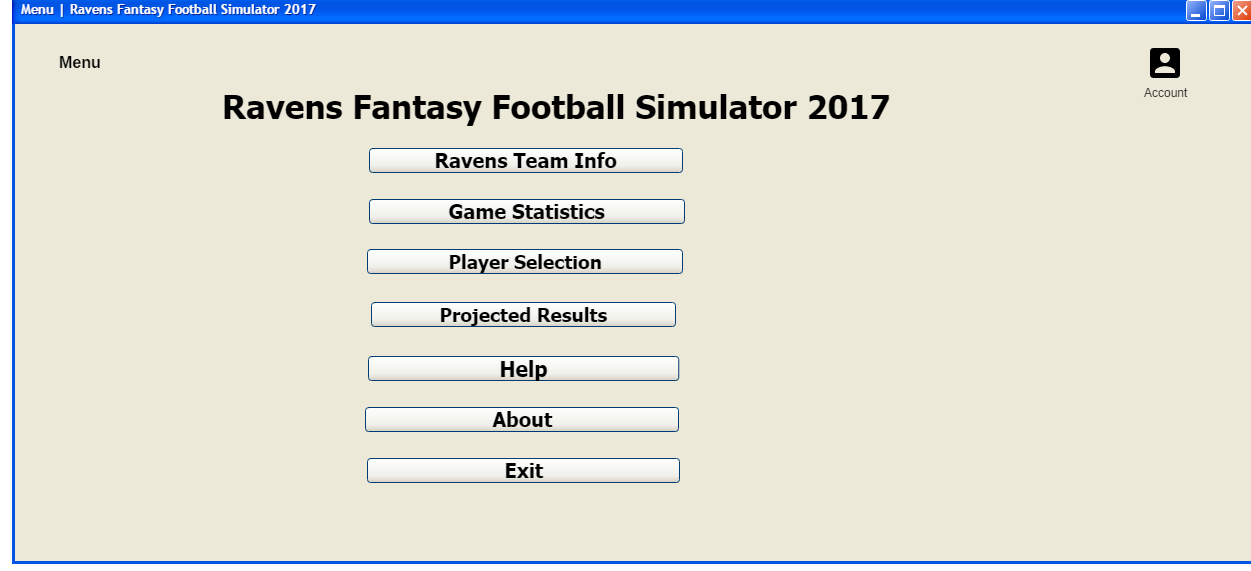 Menu | Ravens Fantasy Football Simulator 2017
Menu
Account
Ravens Fantasy Football Simulator 2017
Ravens Team Info
Game Statistics
Player Selection
Projected Results
Help
About
Exit